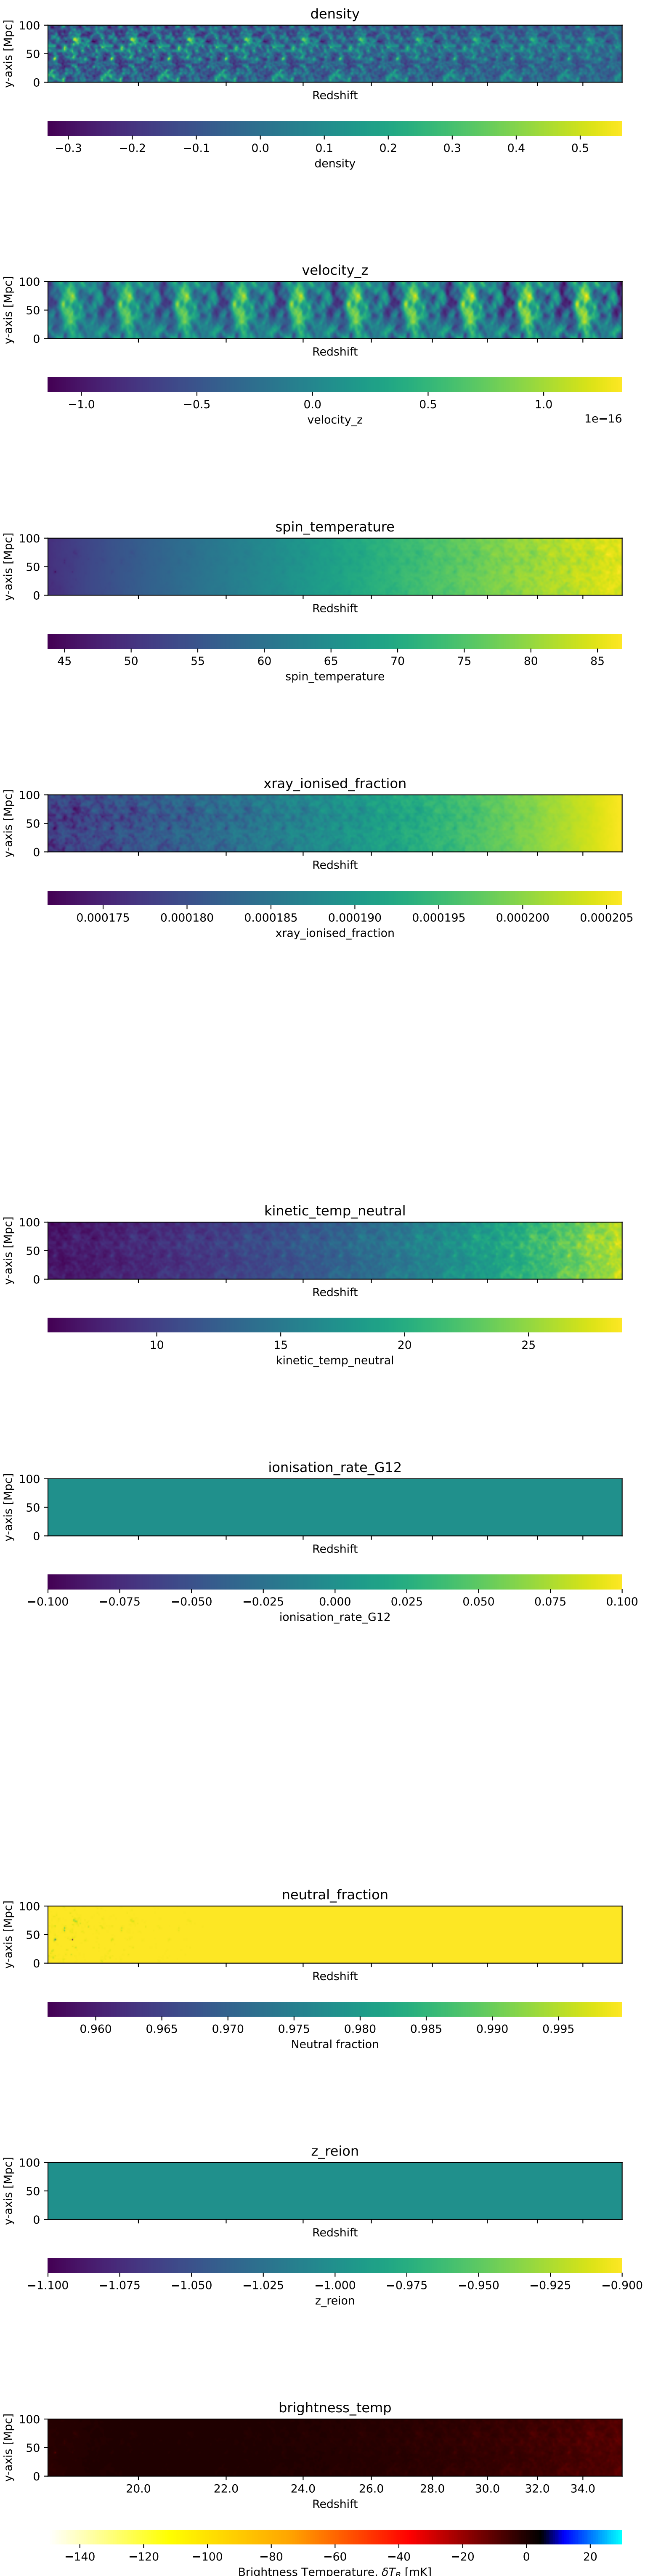 density
y-axis [Mpc]
100
50
0
Redshift
−0.3 −0.2 −0.1 0.0 0.1 0.2 0.3 0.4 0.5
density
velocity_z
y-axis [Mpc]
100
50
0
Redshift
−1.0 −0.5 0.0 0.5 1.0
1e−16
velocity_z
spin_temperature
y-axis [Mpc]
100
50
0
Redshift
45 50 55 60 65 70 75 80 85
spin_temperature
xray_ionised_fraction
y-axis [Mpc]
100
50
0
Redshift
0.000175 0.000180 0.000185 0.000190 0.000195 0.000200 0.000205
xray_ionised_fraction
kinetic_temp_neutral
y-axis [Mpc]
100
50
0
Redshift
10 15 20 25
kinetic_temp_neutral
ionisation_rate_G12
y-axis [Mpc]
100
50
0
Redshift
−0.100 −0.075 −0.050 −0.025 0.000 0.025 0.050 0.075 0.100
ionisation_rate_G12
neutral_fraction
y-axis [Mpc]
100
50
0
Redshift
0.960 0.965 0.970 0.975 0.980 0.985 0.990 0.995
Neutral fraction
z_reion
y-axis [Mpc]
100
50
0
Redshift
−1.100 −1.075 −1.050 −1.025 −1.000 −0.975 −0.950 −0.925 −0.900
z_reion
brightness_temp
y-axis [Mpc]
100
50
0
20.0 22.0 24.0 26.0 28.0 30.0 32.0 34.0
Redshift
−140 −120 −100 −80 −60 −40 −20 0 20
Brightness Temperature, δT_B [mK]